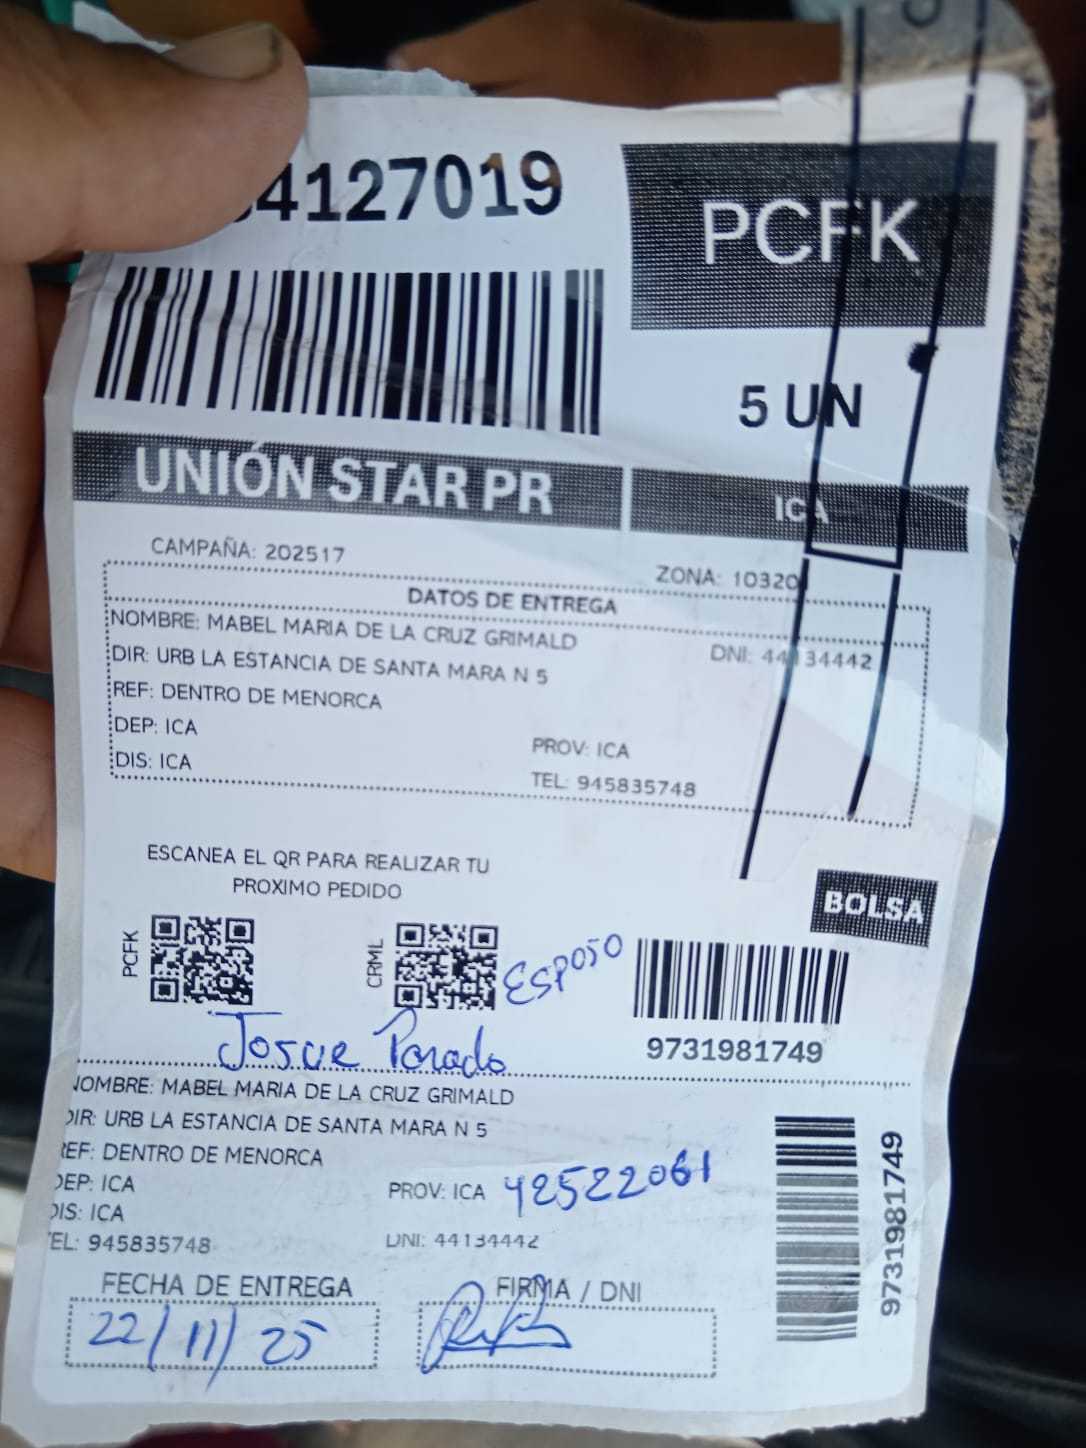 4127019
PCFK
5 UN
UNIÓN STAR PR
ICA
CAMPAÑA: 202517
ZONA: 10320
DATOS DE ENTREGA
NOMBRE: MABEL MARIA DE LA CRUZ GRIMALD
DNI: 44134442
DIR: URB LA ESTANCIA DE SANTA MARA N 5
REF: DENTRO DE MENORCA
DEP: ICA
PROV: ICA
DIS: ICA
TEL: 945835748
ESCANEA EL QR PARA REALIZAR TU
PROXIMO PEDIDO
BOLSA
PCFK
CRML
ESPOSO
9731981749
Josue Parado
NOMBRE: MABEL MARIA DE LA CRUZ GRIMALD
DIR: URB LA ESTANCIA DE SANTA MARA N 5
REF: DENTRO DE MENORCA
DEP: ICA
PROV: ICA 42522061
DIS: ICA
TEL: 945835748
DNI: 44134442
9731981749
FECHA DE ENTREGA
FIRMA / DNI
22/11/25